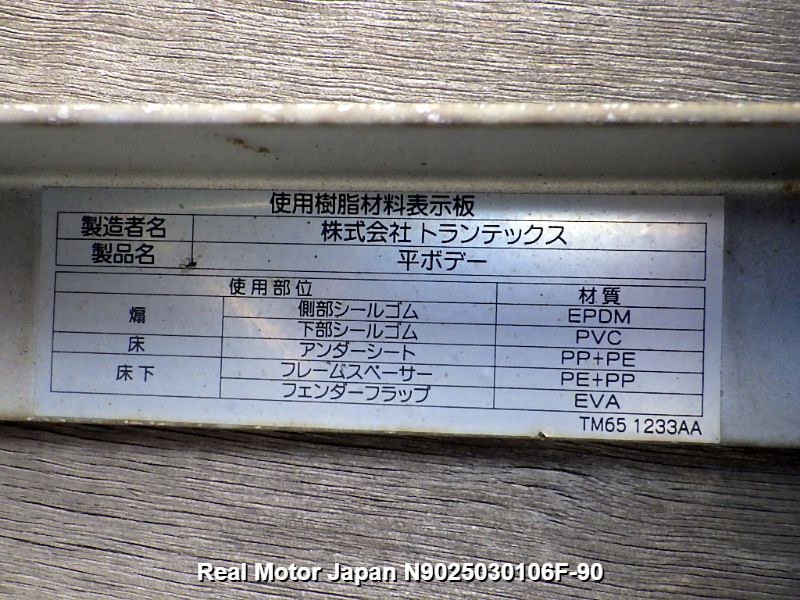 使用樹脂材料表示板
製造者名 株式会社 トランテックス
製品名 平ボデー
使用部位 材質
煽 側部シールゴム EPDM
下部シールゴム PVC
床 アンダーシート PP+PE
床下 フレームスペーサー PE+PP
フェンダーフラップ EVA
TM65 1233AA
Real Motor Japan N9025030106F-90